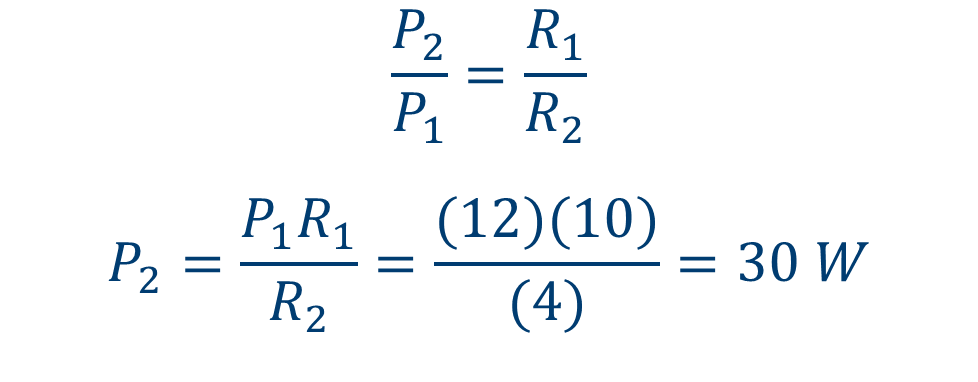 P₂/P₁ = R₁/R₂
P₂ = P₁R₁/R₂ = (12)(10)/(4) = 30 W